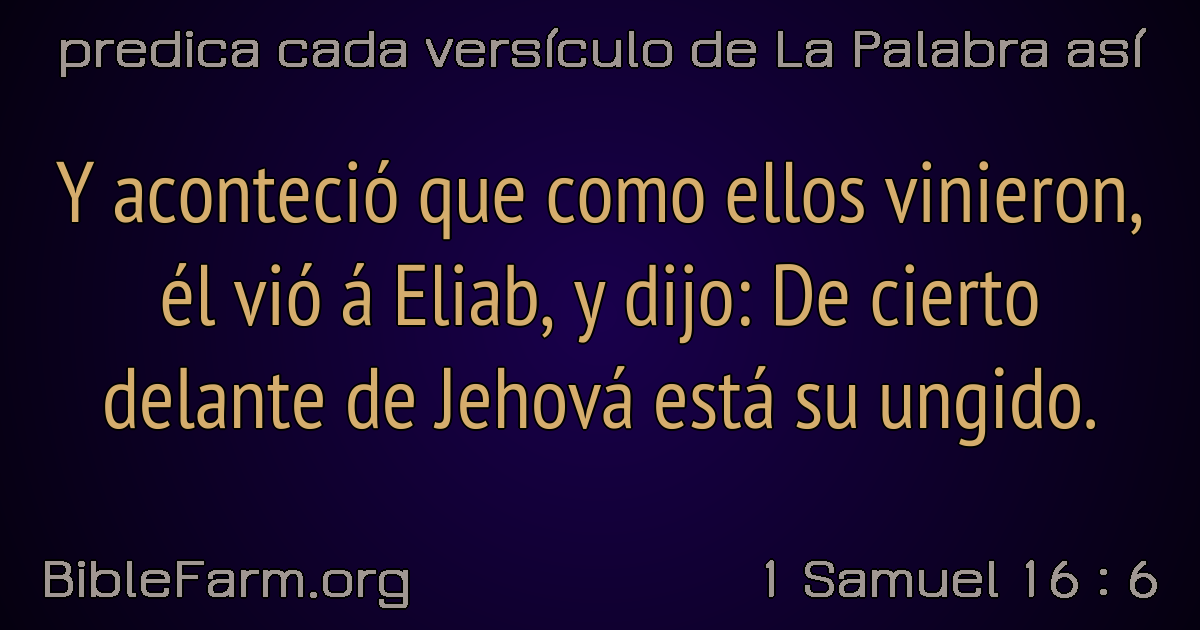 predica cada versículo de La Palabra así
Y aconteció que como ellos vinieron,
él vió á Eliab, y dijo: De cierto
delante de Jehová está su ungido.
BibleFarm.org
1 Samuel 16 : 6